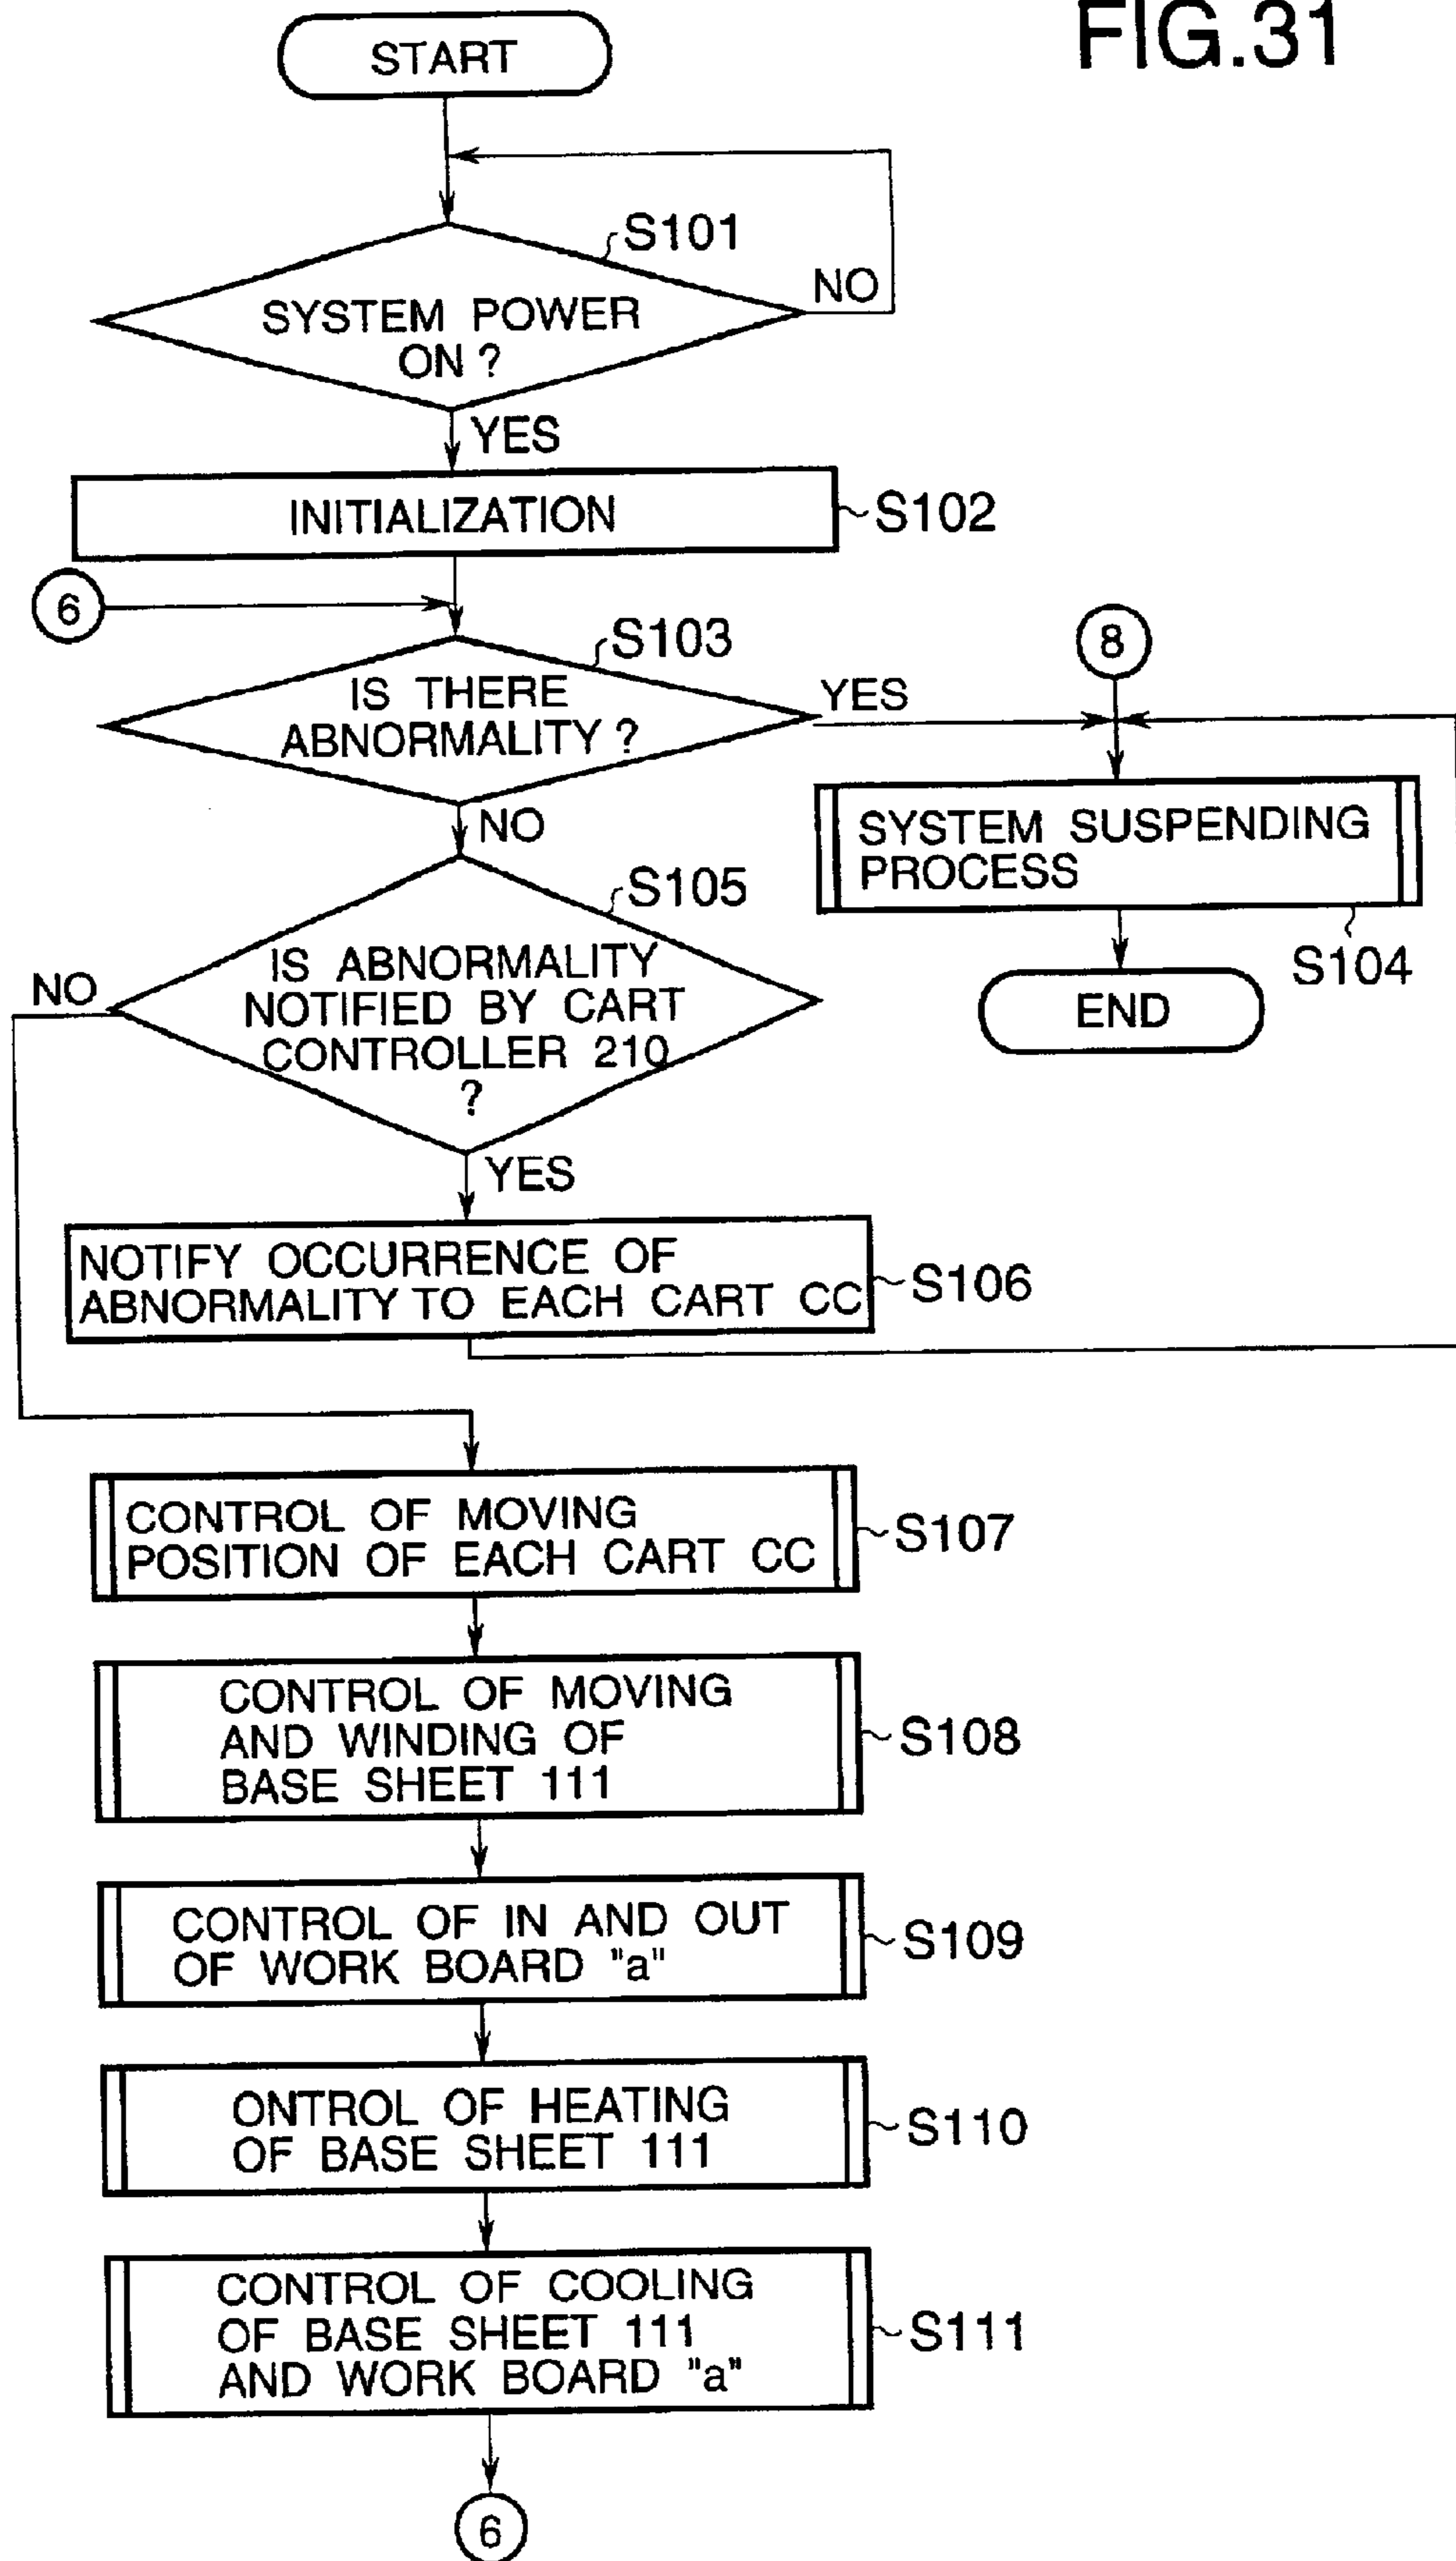 FIG.31
START
S101
NO
SYSTEM POWER
ON ?
YES
INITIALIZATION
S102
6
S103
8
IS THERE
ABNORMALITY ?
YES
NO
SYSTEM SUSPENDING
PROCESS
S104
END
S105
NO
IS ABNORMALITY
NOTIFIED BY CART
CONTROLLER 210
?
YES
NOTIFY OCCURRENCE OF
ABNORMALITY TO EACH CART CC
S106
CONTROL OF MOVING
POSITION OF EACH CART CC
S107
CONTROL OF MOVING
AND WINDING OF
BASE SHEET 111
S108
CONTROL OF IN AND OUT
OF WORK BOARD "a"
S109
ONTROL OF HEATING
OF BASE SHEET 111
S110
CONTROL OF COOLING
OF BASE SHEET 111
AND WORK BOARD "a"
S111
6